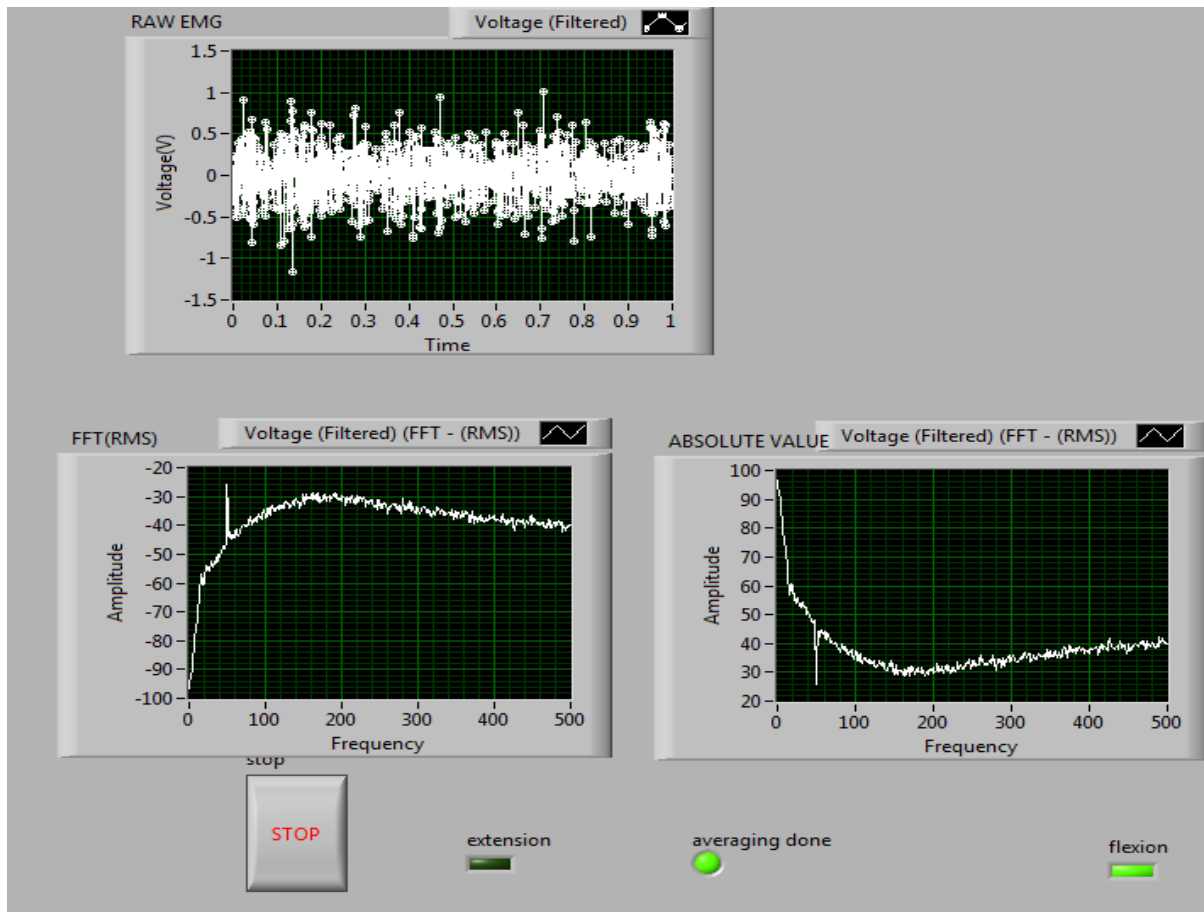 RAW EMG
Voltage (Filtered)
1.5
1
0.5
0
-0.5
-1
-1.5
Voltage(V)
0 0.1 0.2 0.3 0.4 0.5 0.6 0.7 0.8 0.9 1
Time
FFT(RMS)
Voltage (Filtered) (FFT - (RMS))
-20
-30
-40
-50
-60
-70
-80
-90
-100
Amplitude
0 100 200 300 400 500
Frequency
ABSOLUTE VALUE
Voltage (Filtered) (FFT - (RMS))
100
90
80
70
60
50
40
30
20
Amplitude
0 100 200 300 400 500
Frequency
stop
STOP
extension
averaging done
flexion